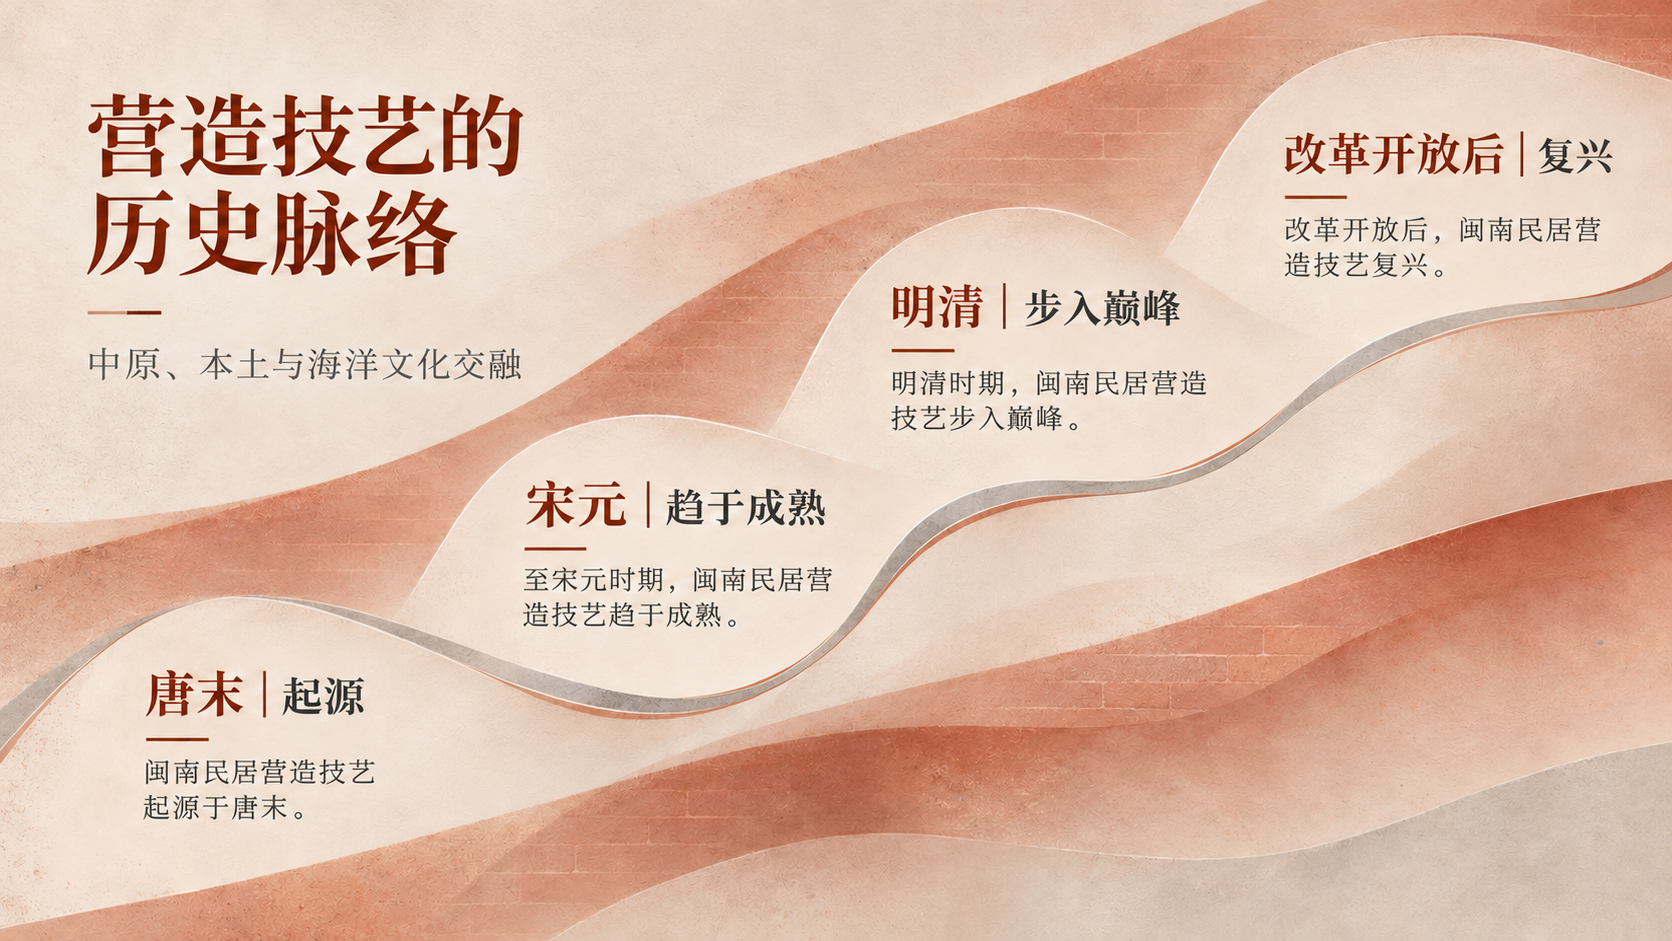 营造技艺的
历史脉络
中原、本土与海洋文化交融
唐末|起源
闽南民居营造技艺
起源于唐末。
宋元|趋于成熟
至宋元时期，闽南民居营
造技艺趋于成熟。
明清|步入巅峰
明清时期，闽南民居营造
技艺步入巅峰。
改革开放后|复兴
改革开放后，闽南民居营
造技艺复兴。